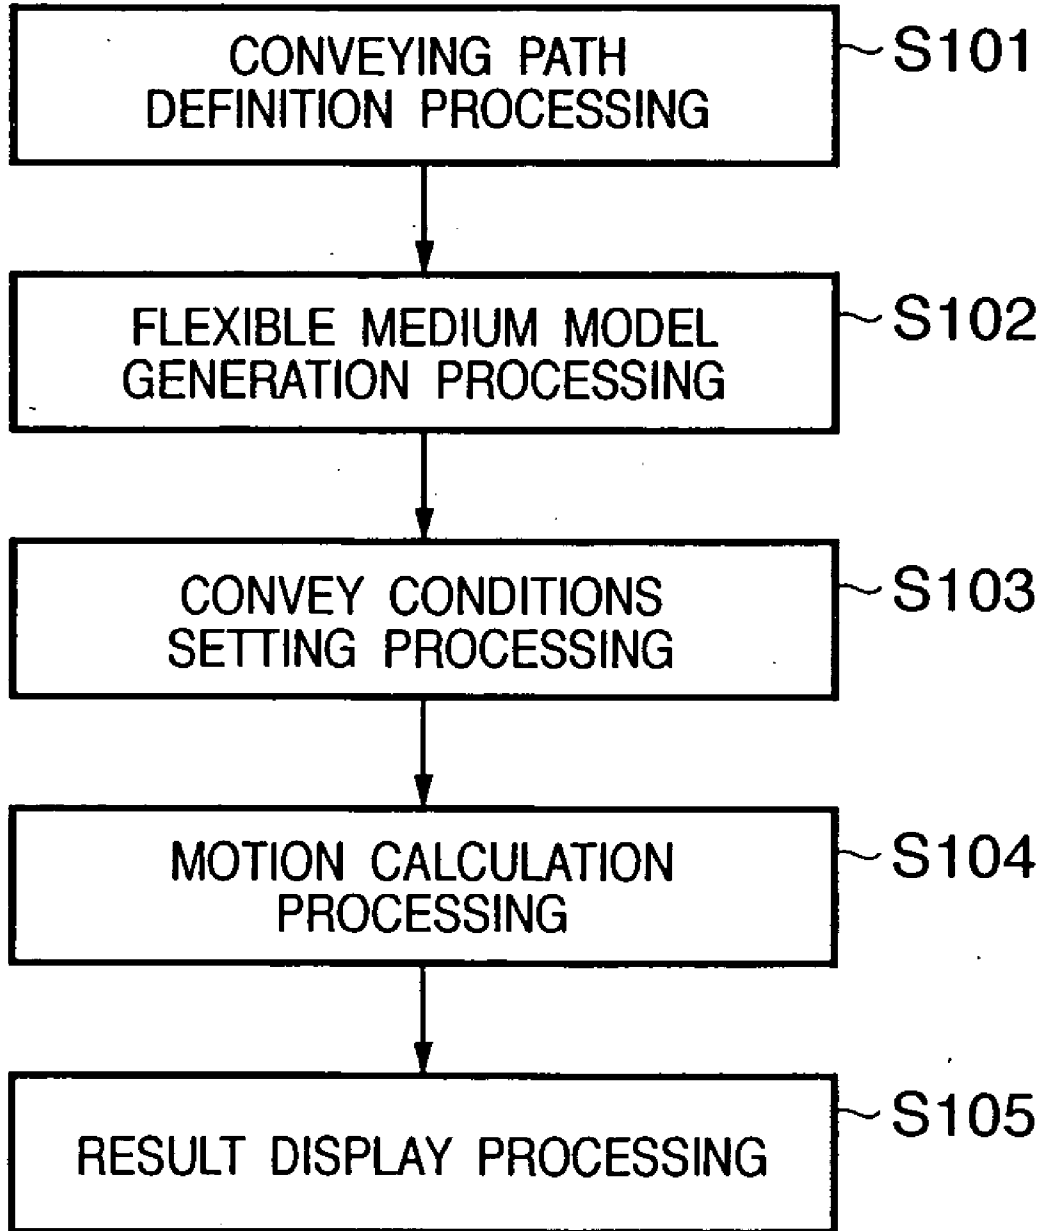 CONVEYING PATH
DEFINITION PROCESSING
S101
FLEXIBLE MEDIUM MODEL
GENERATION PROCESSING
S102
CONVEY CONDITIONS
SETTING PROCESSING
S103
MOTION CALCULATION
PROCESSING
S104
RESULT DISPLAY PROCESSING
S105